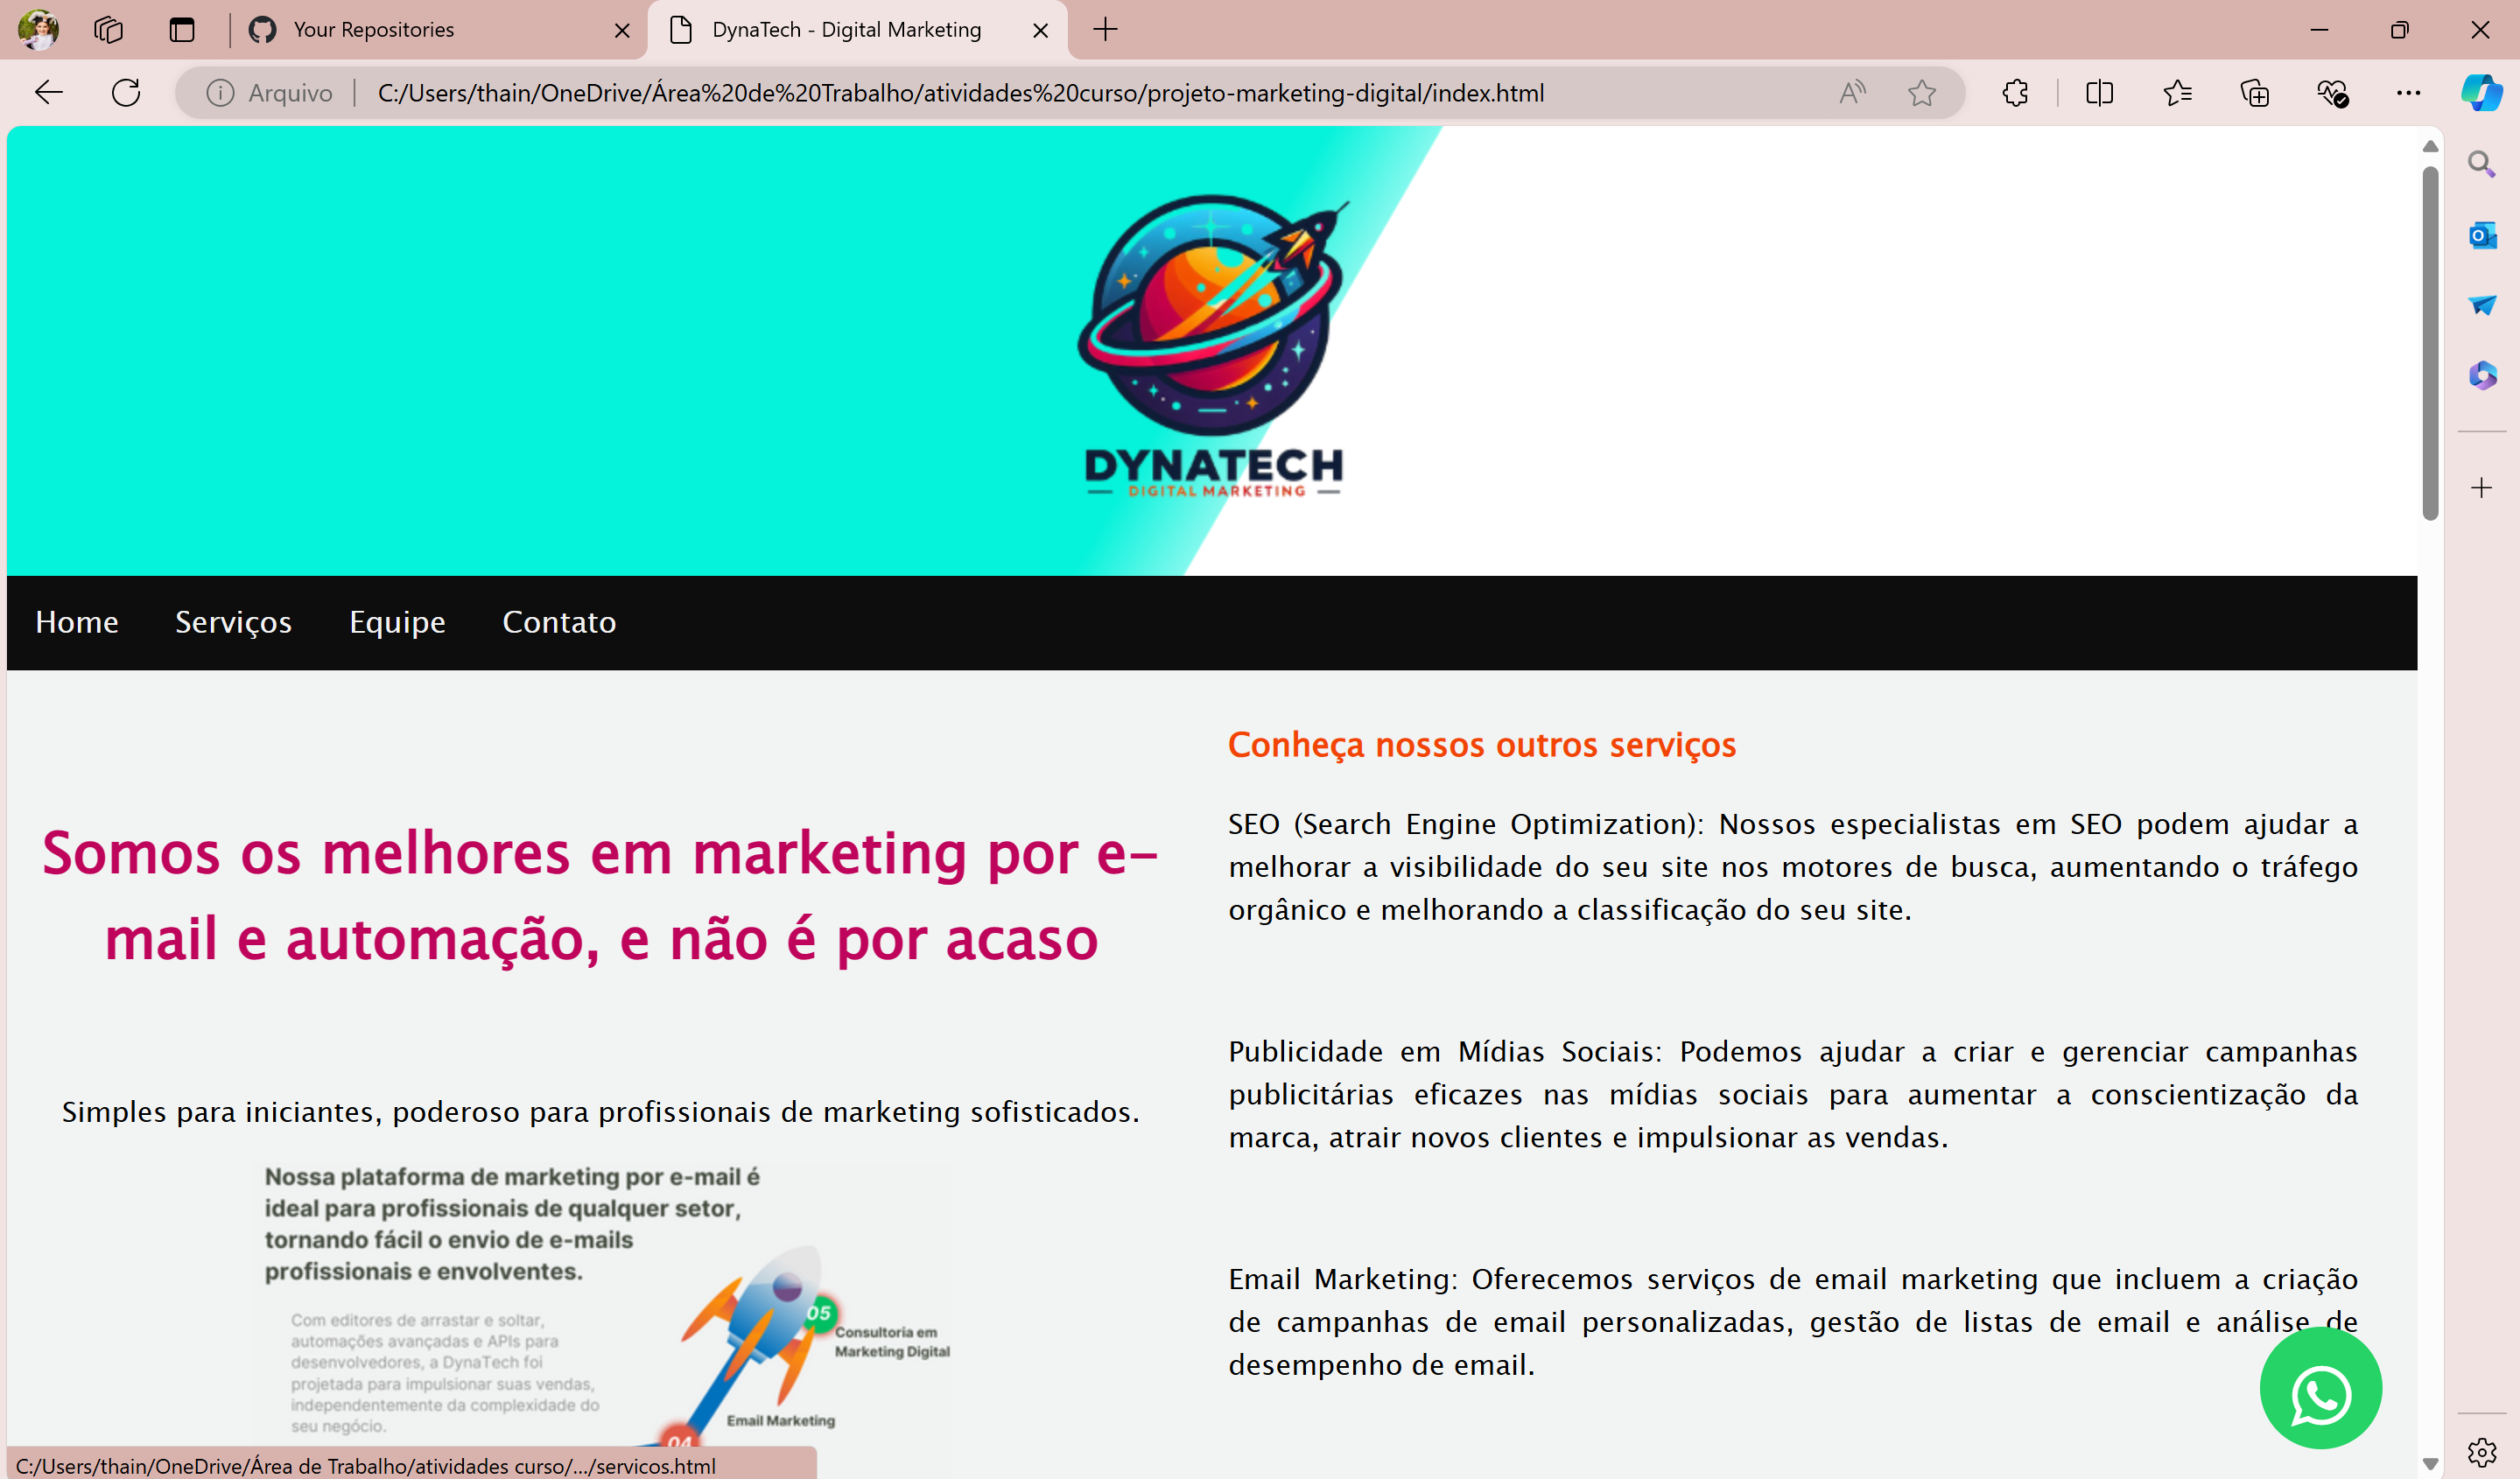 Your Repositories
DynaTech - Digital Marketing
Arquivo
C:/Users/thain/OneDrive/Área%20de%20Trabalho/atividades%20curso/projeto-marketing-digital/index.html
DYNATECH
DIGITAL MARKETING
Home
Serviços
Equipe
Contato
Somos os melhores em marketing por e-
mail e automação, e não é por acaso
Simples para iniciantes, poderoso para profissionais de marketing sofisticados.
Nossa plataforma de marketing por e-mail é
ideal para profissionais de qualquer setor,
tornando fácil o envio de e-mails
profissionais e envolventes.
Com editores de arrastar e soltar,
automações avançadas e APIs para
desenvolvedores, a DynaTech foi
projetada para impulsionar suas vendas,
independentemente da complexidade do
seu negócio.
05
Consultoria em
Marketing Digital
Email Marketing
04
Conheça nossos outros serviços
SEO (Search Engine Optimization): Nossos especialistas em SEO podem ajudar a
melhorar a visibilidade do seu site nos motores de busca, aumentando o tráfego
orgânico e melhorando a classificação do seu site.
Publicidade em Mídias Sociais: Podemos ajudar a criar e gerenciar campanhas
publicitárias eficazes nas mídias sociais para aumentar a conscientização da
marca, atrair novos clientes e impulsionar as vendas.
Email Marketing: Oferecemos serviços de email marketing que incluem a criação
de campanhas de email personalizadas, gestão de listas de email e análise de
desempenho de email.
C:/Users/thain/OneDrive/Área de Trabalho/atividades curso/.../servicos.html